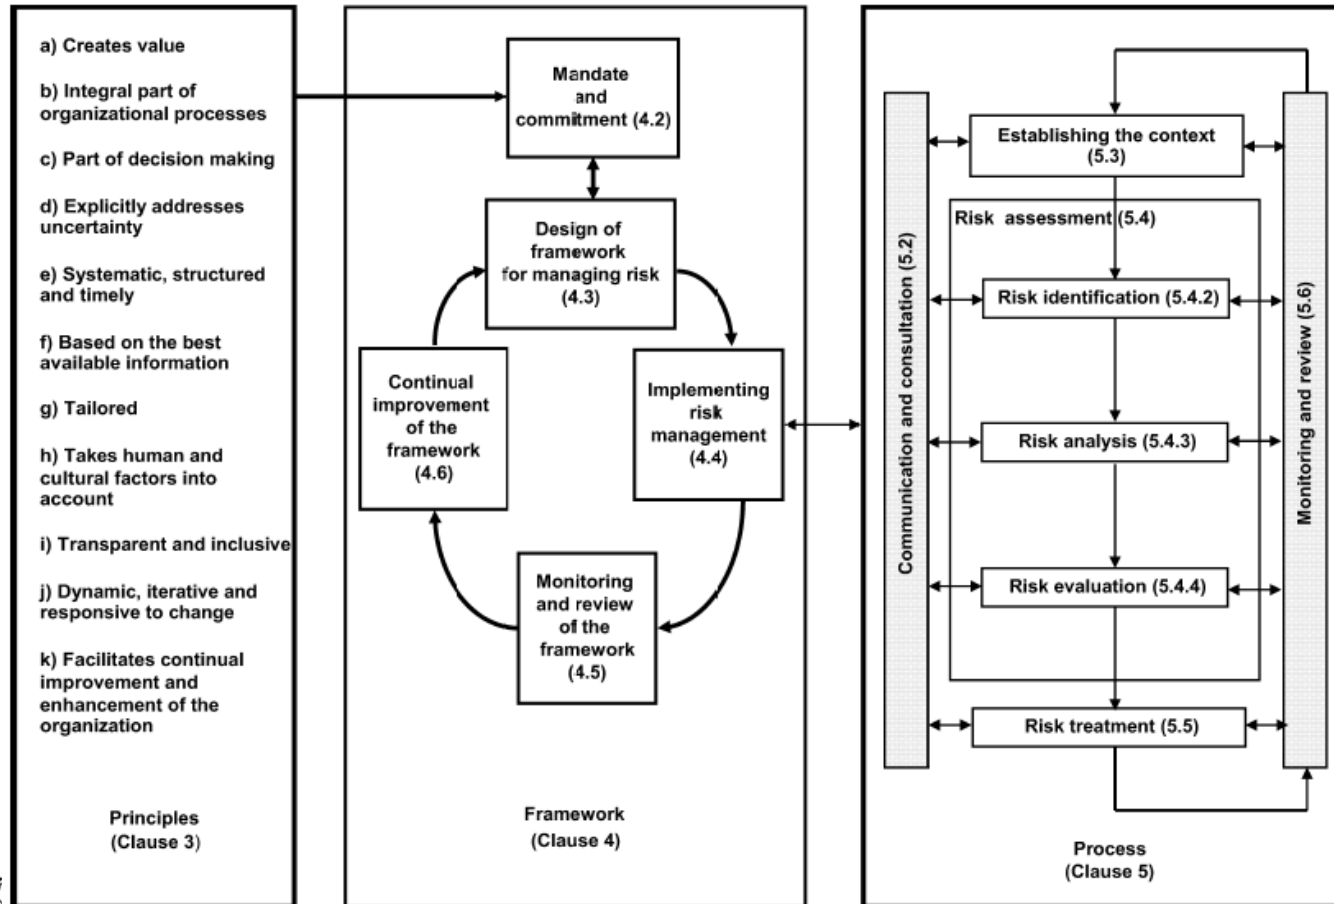 a) Creates value
b) Integral part of
organizational processes
c) Part of decision making
d) Explicitly addresses
uncertainty
e) Systematic, structured
and timely
f) Based on the best
available information
g) Tailored
h) Takes human and
cultural factors into
account
i) Transparent and inclusive
j) Dynamic, iterative and
responsive to change
k) Facilitates continual
improvement and
enhancement of the
organization
Principles
(Clause 3)
Mandate
and
commitment (4.2)
Design of
framework
for managing risk
(4.3)
Implementing
risk
management
(4.4)
Monitoring
and review
of the
framework
(4.5)
Continual
improvement
of the
framework
(4.6)
Framework
(Clause 4)
Communication and consultation (5.2)
Establishing the context
(5.3)
Risk assessment (5.4)
Risk identification (5.4.2)
Risk analysis (5.4.3)
Risk evaluation (5.4.4)
Risk treatment (5.5)
Monitoring and review (5.6)
Process
(Clause 5)